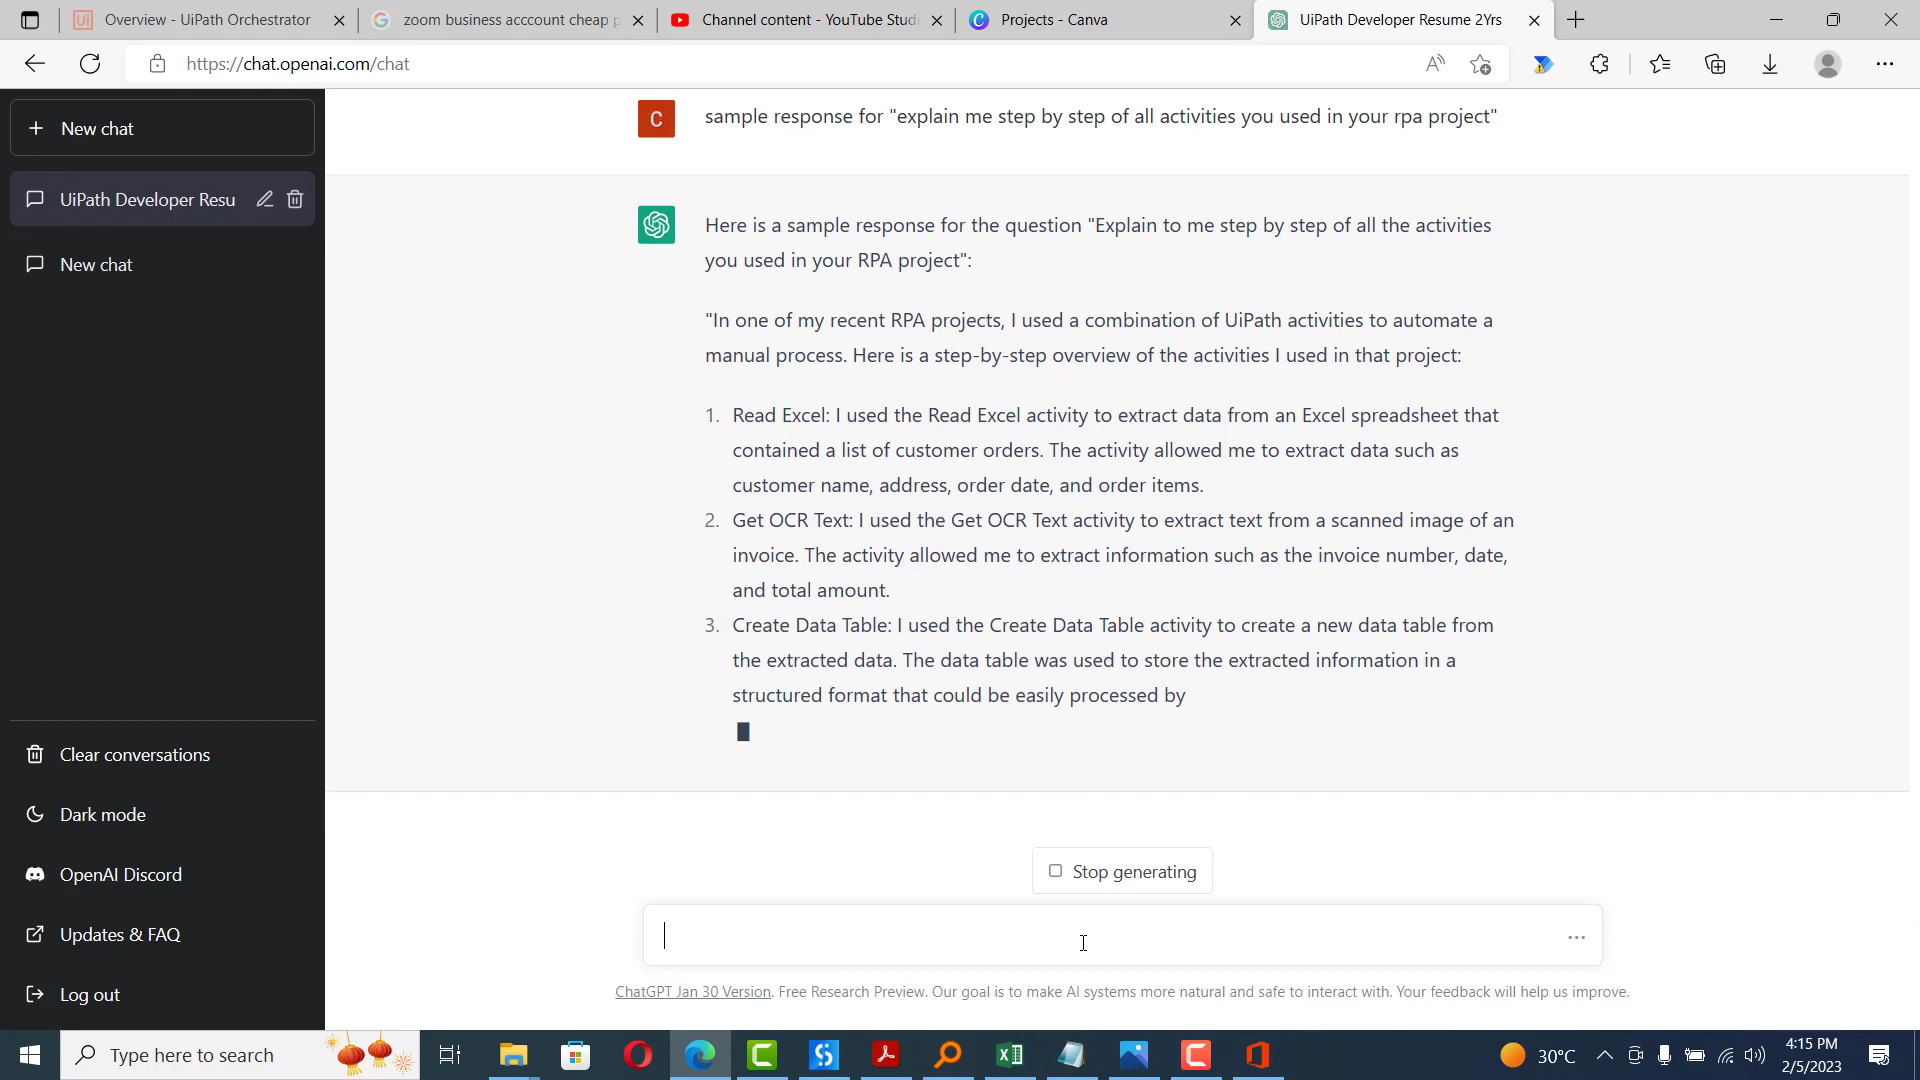 Overview - UiPath Orchestrator
zoom business acccount cheap p
Channel content - YouTube Stud
Projects - Canva
UiPath Developer Resume 2Yrs
https://chat.openai.com/chat
New chat
UiPath Developer Resu
New chat
C
sample response for "explain me step by step of all activities you used in your rpa project"
Here is a sample response for the question "Explain to me step by step of all the activities
you used in your RPA project":
"In one of my recent RPA projects, I used a combination of UiPath activities to automate a
manual process. Here is a step-by-step overview of the activities I used in that project:
1. Read Excel: I used the Read Excel activity to extract data from an Excel spreadsheet that
contained a list of customer orders. The activity allowed me to extract data such as
customer name, address, order date, and order items.
2. Get OCR Text: I used the Get OCR Text activity to extract text from a scanned image of an
invoice. The activity allowed me to extract information such as the invoice number, date,
and total amount.
3. Create Data Table: I used the Create Data Table activity to create a new data table from
the extracted data. The data table was used to store the extracted information in a
structured format that could be easily processed by
Clear conversations
Dark mode
OpenAI Discord
Updates & FAQ
Log out
Stop generating
ChatGPT Jan 30 Version. Free Research Preview. Our goal is to make AI systems more natural and safe to interact with. Your feedback will help us improve.
Type here to search
30°C
4:15 PM
2/5/2023